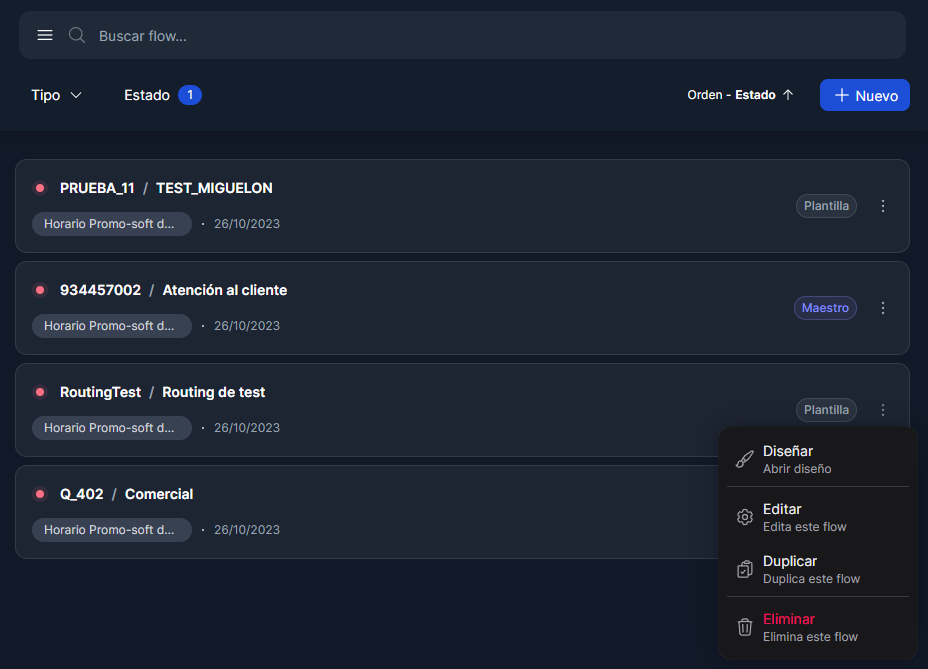 Buscar flow...
Tipo
Estado 1
Orden - Estado
Nuevo
PRUEBA_11 / TEST_MIGUELON
Horario Promo-soft d... · 26/10/2023
Plantilla
934457002 / Atención al cliente
Horario Promo-soft d... · 26/10/2023
Maestro
RoutingTest / Routing de test
Horario Promo-soft d... · 26/10/2023
Plantilla
Q_402 / Comercial
Horario Promo-soft d... · 26/10/2023
Diseñar
Abrir diseño
Editar
Edita este flow
Duplicar
Duplica este flow
Eliminar
Elimina este flow